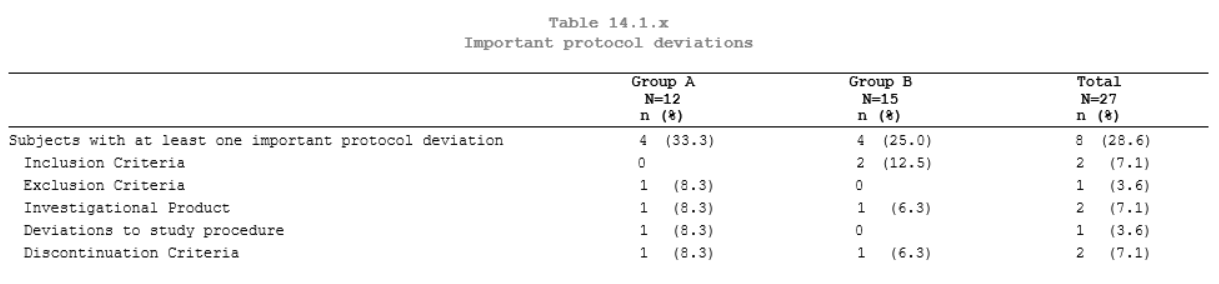 Table 14.1.x
Important protocol deviations
Group A Group B Total
N=12 N=15 N=27
n (%) n (%) n (%)
Subjects with at least one important protocol deviation 4 (33.3) 4 (25.0) 8 (28.6)
Inclusion Criteria 0 2 (12.5) 2 (7.1)
Exclusion Criteria 1 (8.3) 0 1 (3.6)
Investigational Product 1 (8.3) 1 (6.3) 2 (7.1)
Deviations to study procedure 1 (8.3) 0 1 (3.6)
Discontinuation Criteria 1 (8.3) 1 (6.3) 2 (7.1)